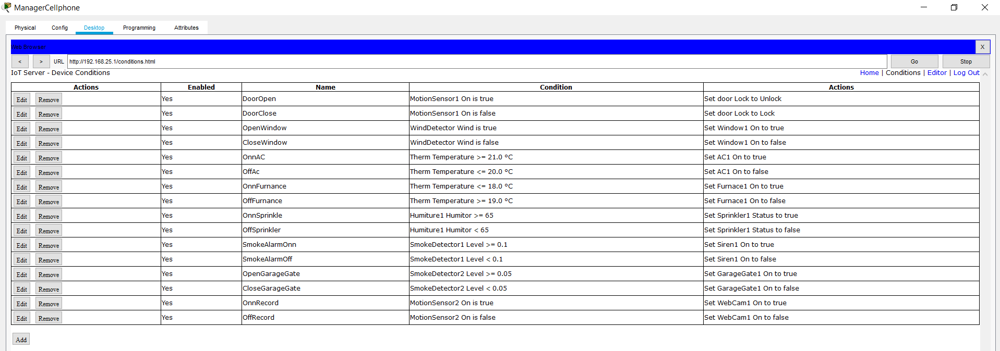 ManagerCellphone
Physical Config Desktop Programming Attributes
Web Browser
X
< > URL http://192.168.25.1/conditions.html Go Stop
IoT Server - Device Conditions Home | Conditions | Editor | Log Out
Actions Enabled Name Condition Actions
Edit Remove Yes DoorOpen MotionSensor1 On is true Set door Lock to Unlock
Edit Remove Yes DoorClose MotionSensor1 On is false Set door Lock to Lock
Edit Remove Yes OpenWindow WindDetector Wind is true Set Window1 On to true
Edit Remove Yes CloseWindow WindDetector Wind is false Set Window1 On to false
Edit Remove Yes OnnAC Therm Temperature >= 21.0 °C Set AC1 On to true
Edit Remove Yes OffAc Therm Temperature <= 20.0 °C Set AC1 On to false
Edit Remove Yes OnnFurnance Therm Temperature <= 18.0 °C Set Furnace1 On to true
Edit Remove Yes OffFurnance Therm Temperature >= 19.0 °C Set Furnace1 On to false
Edit Remove Yes OnnSprinkle Humiture1 Humitor >= 65 Set Sprinkler1 Status to true
Edit Remove Yes OffSprinkler Humiture1 Humitor < 65 Set Sprinkler1 Status to false
Edit Remove Yes SmokeAlarmOnn SmokeDetector1 Level >= 0.1 Set Siren1 On to true
Edit Remove Yes SmokeAlarmOff SmokeDetector1 Level < 0.1 Set Siren1 On to false
Edit Remove Yes OpenGarageGate SmokeDetector2 Level >= 0.05 Set GarageGate1 On to true
Edit Remove Yes CloseGarageGate SmokeDetector2 Level < 0.05 Set GarageGate1 On to false
Edit Remove Yes OnnRecord MotionSensor2 On is true Set WebCam1 On to true
Edit Remove Yes OffRecord MotionSensor2 On is false Set WebCam1 On to false
Add